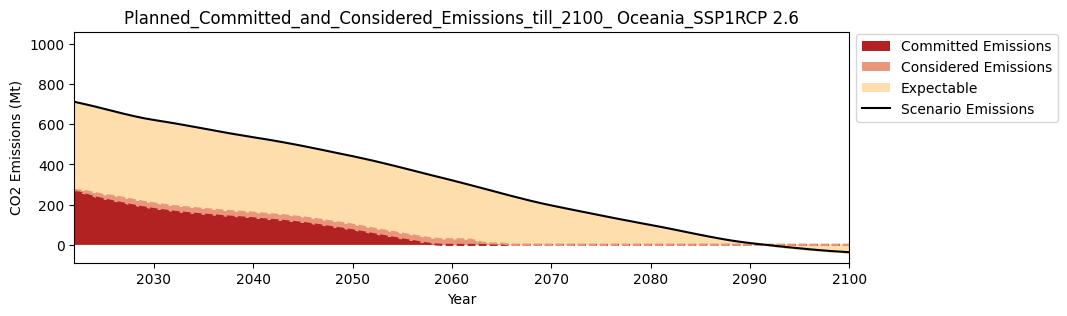 Planned_Committed_and_Considered_Emissions_till_2100_ Oceania_SSP1RCP 2.6
1000
800
600
400
200
0
CO2 Emissions (Mt)
2030 2040 2050 2060 2070 2080 2090 2100
Year
Committed Emissions
Considered Emissions
Expectable
Scenario Emissions